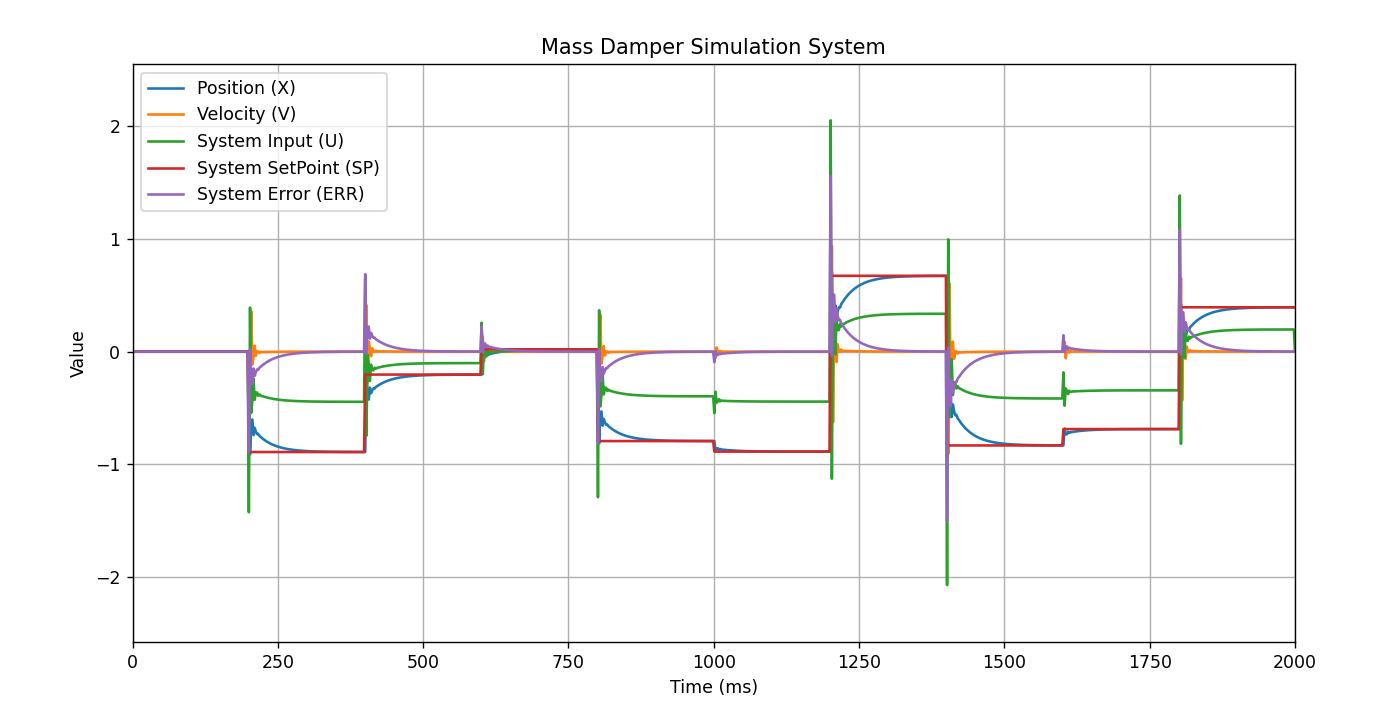 Mass Damper Simulation System
Position (X)
Velocity (V)
System Input (U)
System SetPoint (SP)
System Error (ERR)
Value
2
1
0
−1
−2
0 250 500 750 1000 1250 1500 1750 2000
Time (ms)